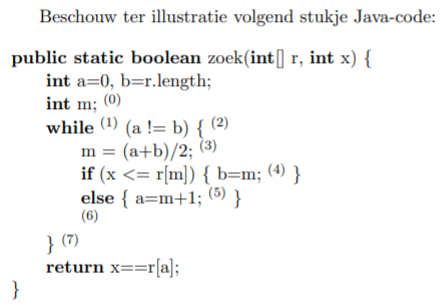 Beschouw ter illustratie volgend stukje Java-code:
public static boolean zoek(int[] r, int x) {
int a=0, b=r.length;
int m; (0)
while (1) (a != b) { (2)
m = (a+b)/2; (3)
if (x <= r[m]) { b=m; (4) }
else { a=m+1; (5) }
(6)
} (7)
return x==r[a];
}